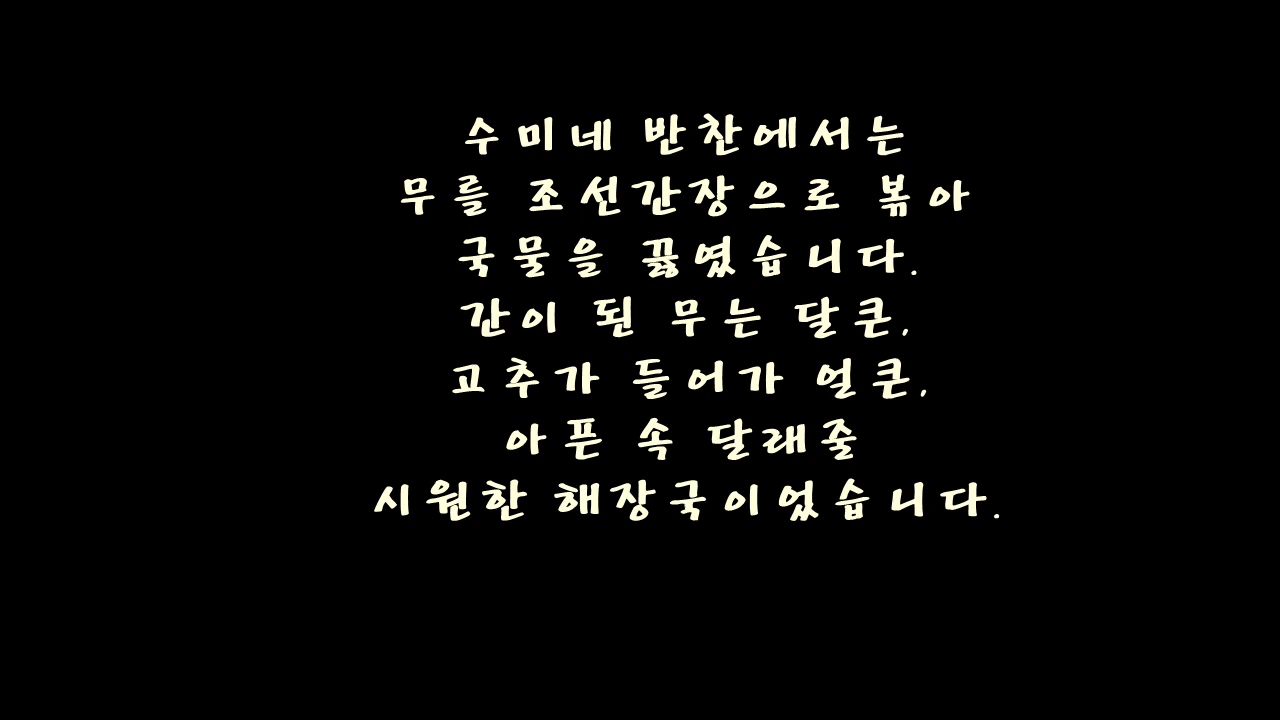 수미네 반찬에서는
무를 조선간장으로 볶아
국물을 끓였습니다.
간이 된 무는 달큰,
고추가 들어가 얼큰,
아픈 속 달래줄
시원한 해장국이었습니다.